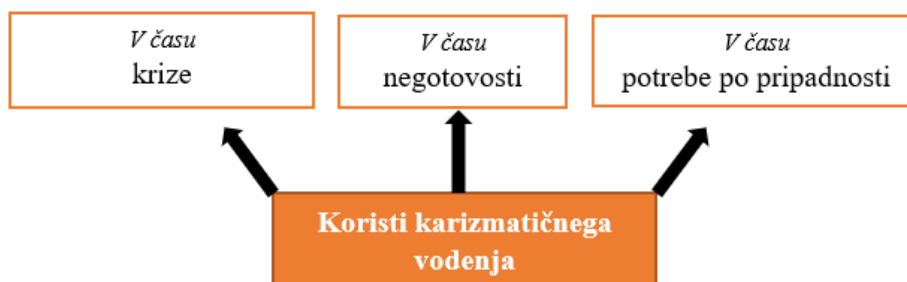 V času
krize
V času
negotovosti
V času
potrebe po pripadnosti
Koristi karizmatičnega
vodenja